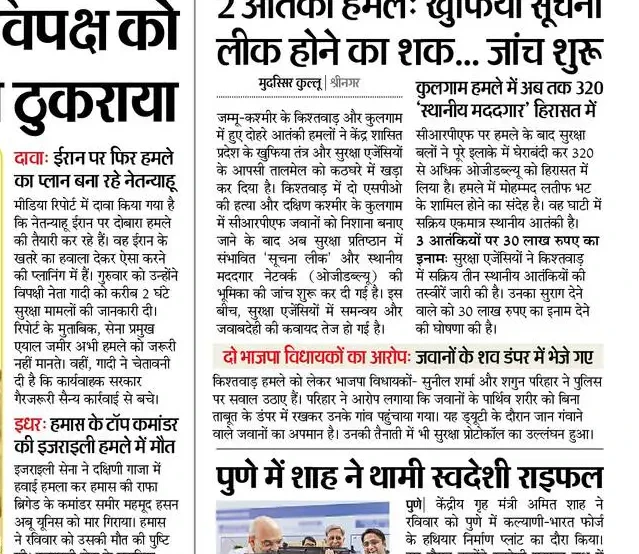 विपक्ष को
ठुकराया
दावाः ईरान पर फिर हमले
का प्लान बना रहे नेतन्याहू
मीडिया रिपोर्ट में दावा किया गया है
कि नेतन्याहू ईरान पर दोबारा हमले
की तैयारी कर रहे हैं। वह ईरान के
खतरे का हवाला देकर ऐसा करने
की प्लानिंग में हैं। गुरुवार को उन्होंने
विपक्षी नेता गादी को करीब 2 घंटे
सुरक्षा मामलों की जानकारी दी।
रिपोर्ट के मुताबिक, सेना प्रमुख
एयाल जमीर अभी हमले को जरूरी
नहीं मानते। वहीं, गादी ने चेतावनी
दी है कि कार्यवाहक सरकार
गैरजरूरी सैन्य कार्रवाई से बचे।
इधरः हमास के टॉप कमांडर
की इजराइली हमले में मौत
इजराइली सेना ने दक्षिणी गाजा में
हवाई हमला कर हमास की राफा
ब्रिगेड के कमांडर समीर महमूद हसन
अबू यूनिस को मार गिराया। हमास
ने रविवार को उसकी मौत की पुष्टि
2 आतंकी हमलेः खुफिया सूचना
लीक होने का शक... जांच शुरू
मुदस्सिर कुल्लू | श्रीनगर
जम्मू-कश्मीर के किश्तवाड़ और कुलगाम
में हुए दोहरे आतंकी हमलों ने केंद्र शासित
प्रदेश के खुफिया तंत्र और सुरक्षा एजेंसियों
के आपसी तालमेल को कठघरे में खड़ा
कर दिया है। किश्तवाड़ में दो एसपीओ
की हत्या और दक्षिण कश्मीर के कुलगाम
में सीआरपीएफ जवानों को निशाना बनाए
जाने के बाद अब सुरक्षा प्रतिष्ठान में
संभावित 'सूचना लीक' और स्थानीय
मददगार नेटवर्क (ओजीडब्ल्यू) की
भूमिका की जांच शुरू कर दी गई है। इस
बीच, सुरक्षा एजेंसियों में समन्वय और
जवाबदेही की कवायद तेज हो गई है।
कुलगाम हमले में अब तक 320
'स्थानीय मददगार' हिरासत में
सीआरपीएफ पर हमले के बाद सुरक्षा
बलों ने पूरे इलाके में घेराबंदी कर 320
से अधिक ओजीडब्ल्यू को हिरासत में
लिया है। हमले में मोहम्मद लतीफ भट
के शामिल होने का संदेह है। वह घाटी में
सक्रिय एकमात्र स्थानीय आतंकी है।
3 आतंकियों पर 30 लाख रुपए का
इनामः सुरक्षा एजेंसियों ने किश्तवाड़
में सक्रिय तीन स्थानीय आतंकियों की
तस्वीरें जारी की है। उनका सुराग देने
वाले को 30 लाख रुपए का इनाम देने
की घोषणा की है।
दो भाजपा विधायकों का आरोपः जवानों के शव डंपर में भेजे गए
किश्तवाड़ हमले को लेकर भाजपा विधायकों- सुनील शर्मा और शगुन परिहार ने पुलिस
पर सवाल उठाए हैं। परिहार ने आरोप लगाया कि जवानों के पार्थिव शरीर को बिना
ताबूत के डंपर में रखकर उनके गांव पहुंचाया गया। यह ड्यूटी के दौरान जान गंवाने
वाले जवानों का अपमान है। उनकी तैनाती में भी सुरक्षा प्रोटोकॉल का उल्लंघन हुआ।
पुणे में शाह ने थामी स्वदेशी राइफल
पुणे| केंद्रीय गृह मंत्री अमित शाह ने
रविवार को पुणे में कल्याणी-भारत फोर्ज
के हथियार निर्माण प्लांट का दौरा किया।